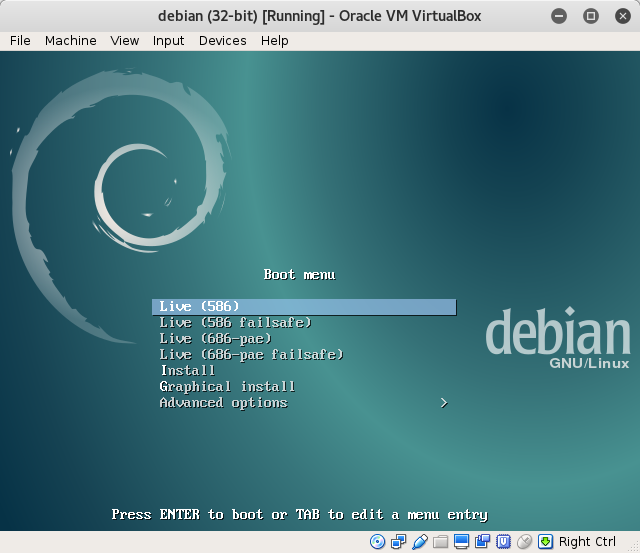 debian (32-bit) [Running] - Oracle VM VirtualBox
File Machine View Input Devices Help
Boot menu
Live (586)
Live (586 failsafe)
Live (686-pae)
Live (686-pae failsafe)
Install
Graphical install
Advanced options >
debian
GNU/Linux
Press ENTER to boot or TAB to edit a menu entry
Right Ctrl